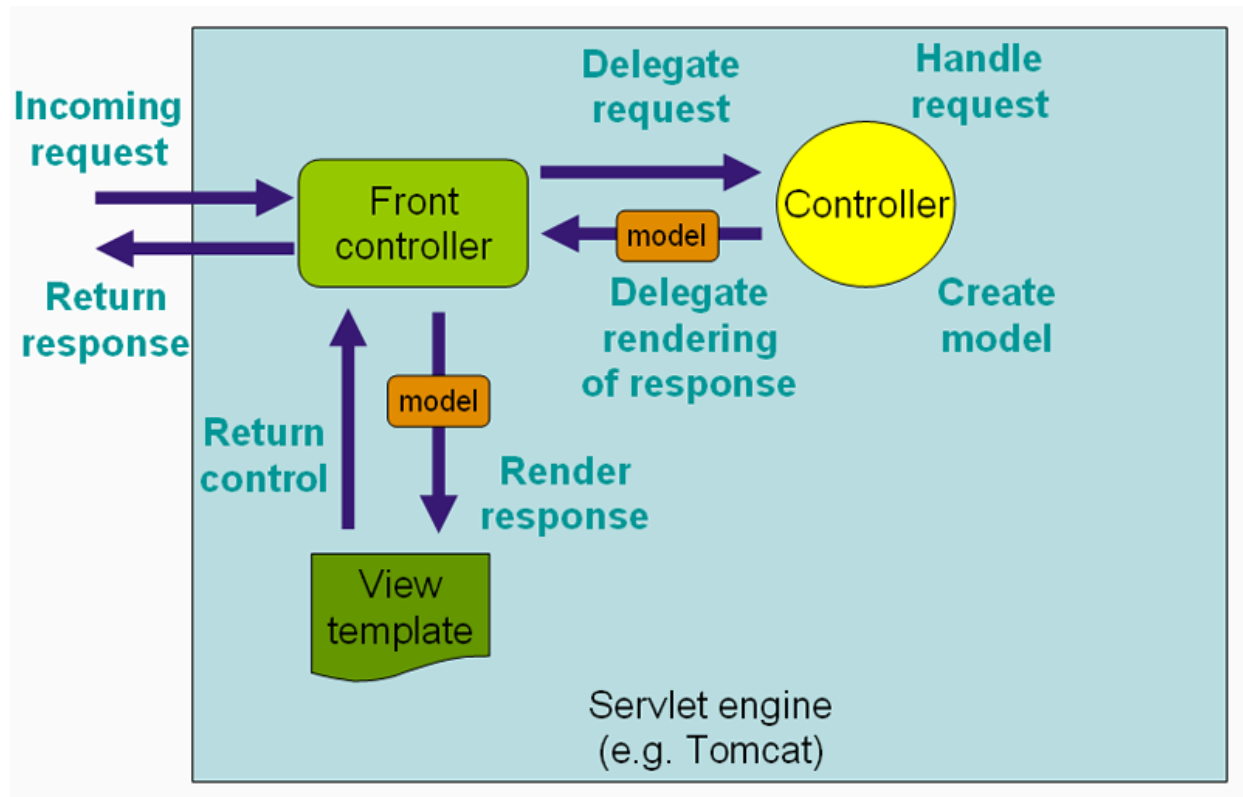 Incoming
request
Return
response
Front
controller
Delegate
request
Handle
request
Controller
model
Delegate
rendering
of response
Create
model
Return
control
model
Render
response
View
template
Servlet engine
(e.g. Tomcat)